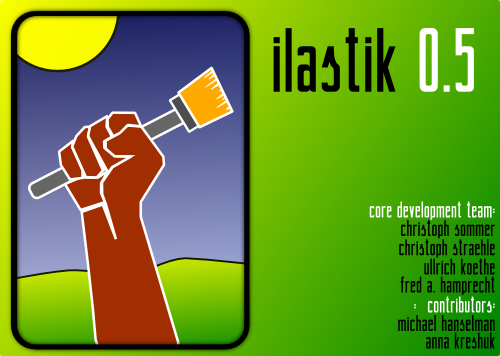 ilastik 0.5
core development team:
christoph sommer
christoph straehle
ullrich koethe
fred a. hamprecht
: contributors:
michael hanselman
anna kreshuk